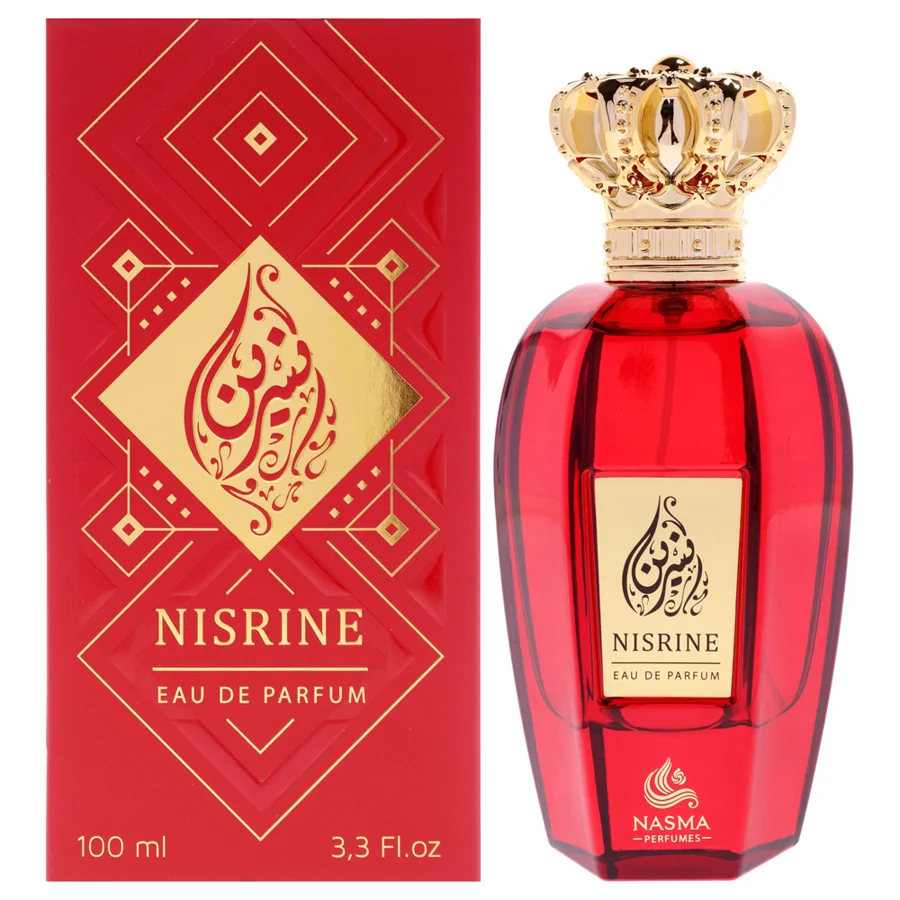 نسرين
NISRINE
EAU DE PARFUM
100 ml
3,3 Fl.oz
نسرين
NISRINE
EAU DE PARFUM
NASMA
PERFUMES